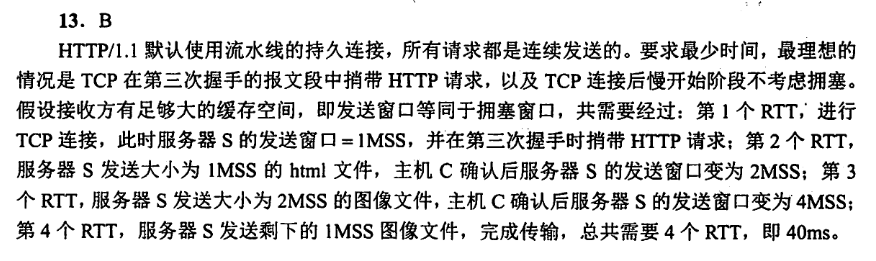 13. B
HTTP/1.1 默认使用流水线的持久连接，所有请求都是连续发送的。要求最少时间，最理想的
情况是 TCP 在第三次握手的报文段中捎带 HTTP 请求，以及 TCP 连接后慢开始阶段不考虑拥塞。
假设接收方有足够大的缓存空间，即发送窗口等同于拥塞窗口，共需要经过：第 1 个 RTT，进行
TCP 连接，此时服务器 S 的发送窗口＝1MSS，并在第三次握手时捎带 HTTP 请求；第 2 个 RTT，
服务器 S 发送大小为 1MSS 的 html 文件，主机 C 确认后服务器 S 的发送窗口变为 2MSS；第 3
个 RTT，服务器 S 发送大小为 2MSS 的图像文件，主机 C 确认后服务器 S 的发送窗口变为 4MSS；
第 4 个 RTT，服务器 S 发送剩下的 1MSS 图像文件，完成传输，总共需要 4 个 RTT，即 40ms。